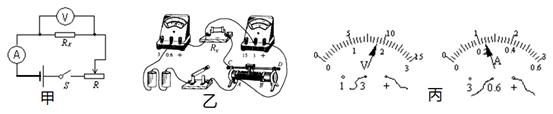 V
A
Rx
S
R
甲
3 0.6 +
Rx
15 3 +
C
D
A
B
乙
0 5 10 15
0 1 2 3
V
3 +
0 0.2 0.4 0.6
0 1 2 3
A
3 0.6 +
丙